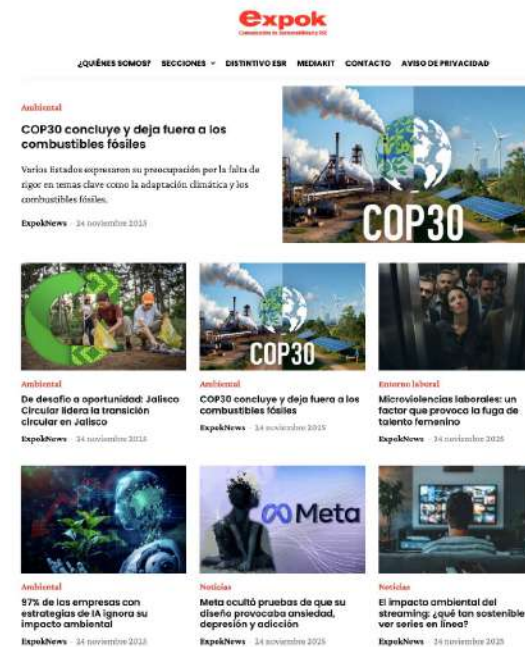 expok
¿QUIÉNES SOMOS?
SECCIONES
DISTINTIVO ESR
MEDIAKIT
CONTACTO
AVISO DE PRIVACIDAD
Ambiental
COP30 concluye y deja fuera a los
combustibles fósiles
Varios Estados expresaron su preocupación por la falta de
rigor en temas clave como la adaptación climática y los
combustibles fósiles.
ExpokNews - 24 noviembre 2025
COP30
Ambiental
De desafío a oportunidad: Jalisco
Circular lidera la transición
circular en Jalisco
ExpokNews - 24 noviembre 2025
COP30
Ambiental
COP30 concluye y deja fuera a los
combustibles fósiles
ExpokNews - 24 noviembre 2025
Entorno laboral
Microviolencias laborales: un
factor que provoca la fuga de
talento femenino
ExpokNews - 24 noviembre 2025
Ambiental
97% de las empresas con
estrategias de IA ignora su
impacto ambiental
ExpokNews - 24 noviembre 2025
Meta
Noticias
Meta ocultó pruebas de que su
diseño provocaba ansiedad,
depresión y adicción
ExpokNews - 24 noviembre 2025
Noticias
El impacto ambiental del
streaming: ¿qué tan sostenible
ver series en línea?
ExpokNews - 24 noviembre 2025